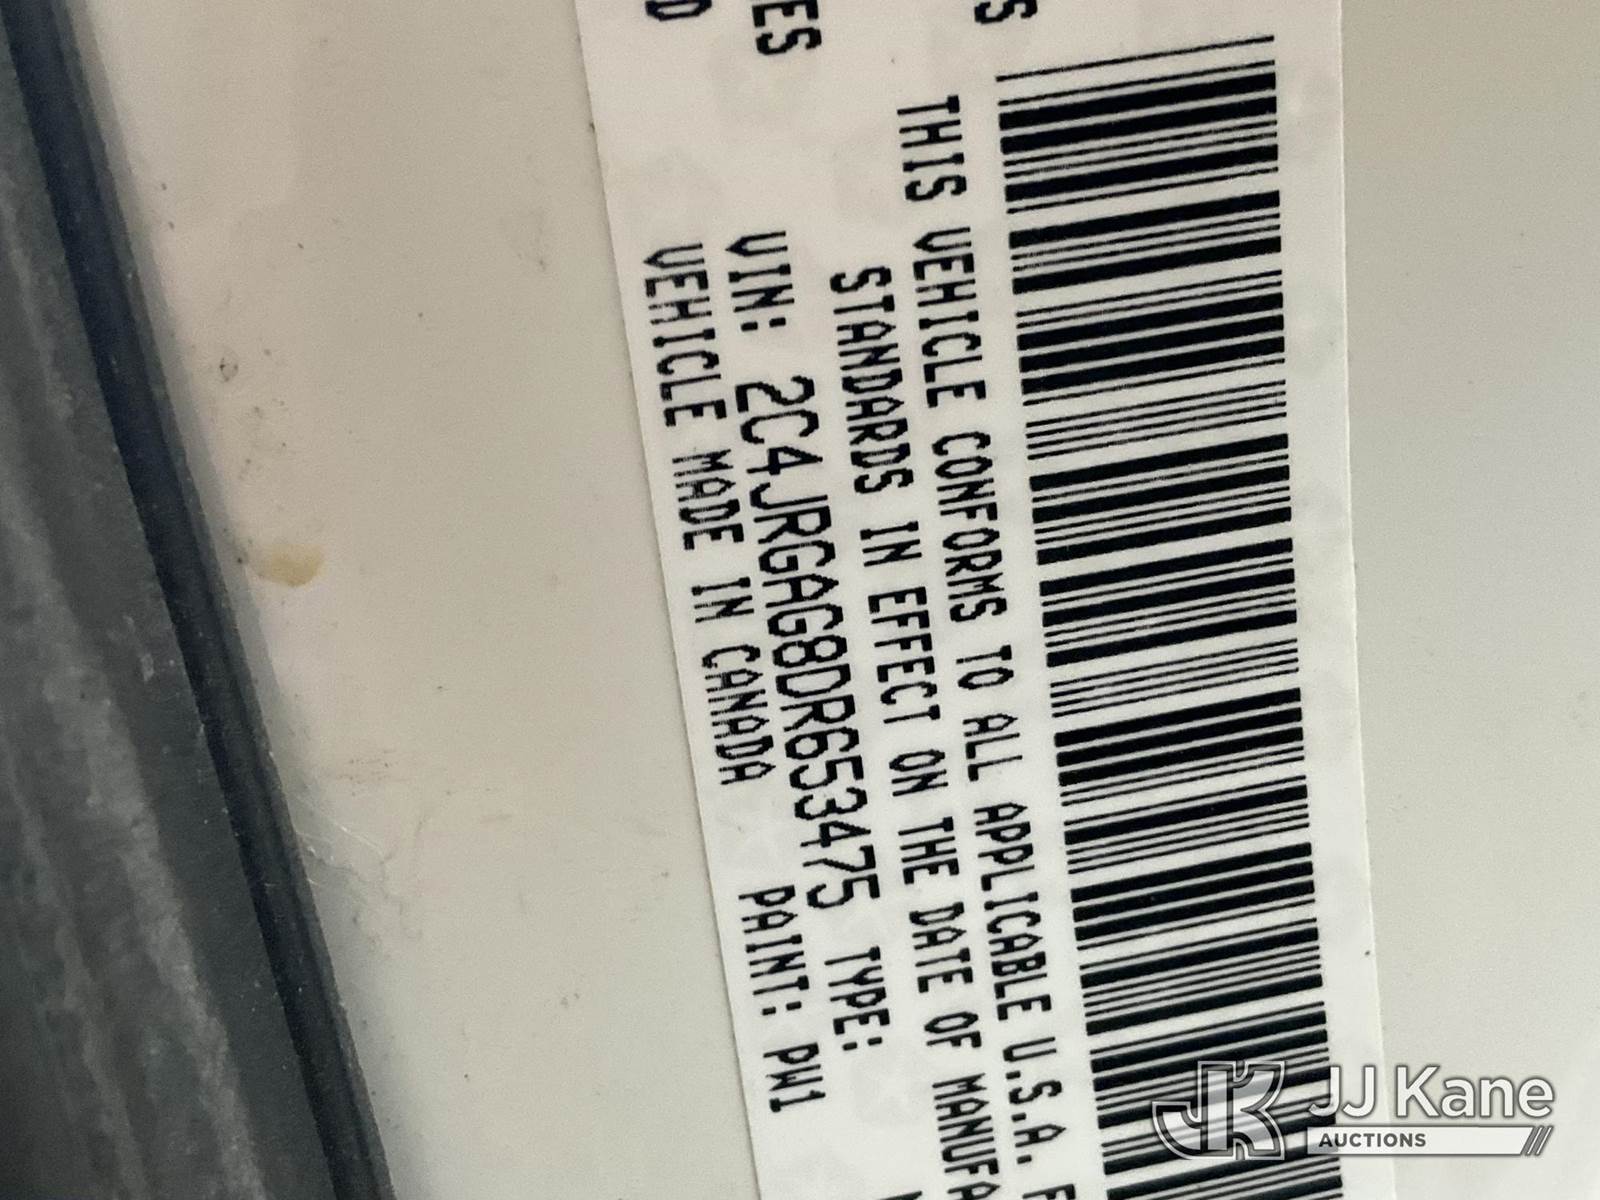 S
THIS VEHICLE CONFORMS TO ALL APPLICABLE U.S.A. F
ES
STANDARDS IN EFFECT ON THE DATE OF MANUFA
VIN: 2C4JRGAG8DR653475 TYPE:
D
VEHICLE MADE IN CANADA PAINT: PW1
JJ Kane
AUCTIONS